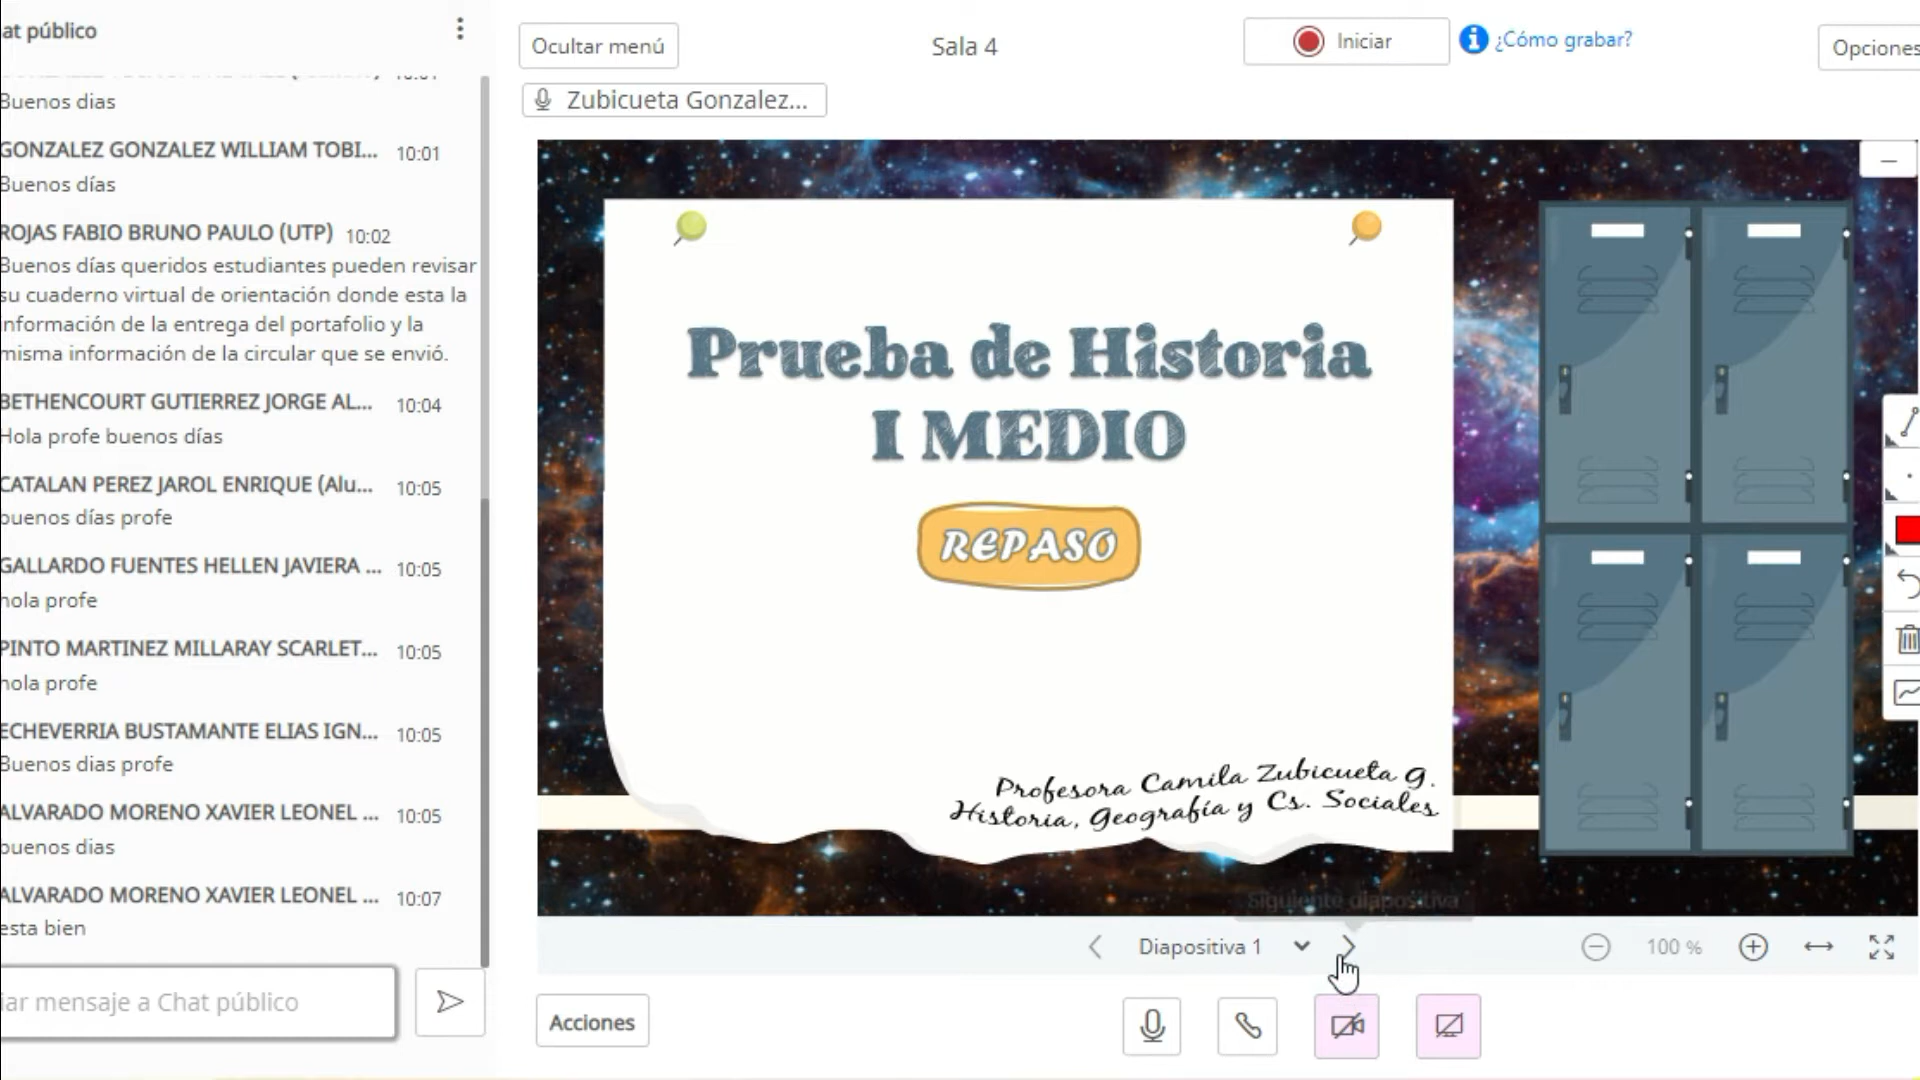 at público
Buenos dias
GONZALEZ GONZALEZ WILLIAM TOBI... 10:01
Buenos días
ROJAS FABIO BRUNO PAULO (UTP) 10:02
Buenos días queridos estudiantes pueden revisar
su cuaderno virtual de orientación donde esta la
nformación de la entrega del portafolio y la
misma información de la circular que se envió.
BETHENCOURT GUTIERREZ JORGE AL... 10:04
Hola profe buenos días
CATALAN PEREZ JAROL ENRIQUE (Alu... 10:05
buenos días profe
GALLARDO FUENTES HELLEN JAVIERA ... 10:05
hola profe
PINTO MARTINEZ MILLARAY SCARLET... 10:05
hola profe
ECHEVERRIA BUSTAMANTE ELIAS IGN... 10:05
Buenos dias profe
ALVARADO MORENO XAVIER LEONEL ... 10:05
buenos dias
ALVARADO MORENO XAVIER LEONEL ... 10:07
esta bien
iar mensaje a Chat público
Ocultar menú
Sala 4
Iniciar
¿Cómo grabar?
Opciones
Zubicueta Gonzalez...
Prueba de Historia
I MEDIO
REPASO
Profesora Camila Zubicueta G.
Historia, Geografía y Cs. Sociales
Siguiente diapositiva
Diapositiva 1
100 %
Acciones